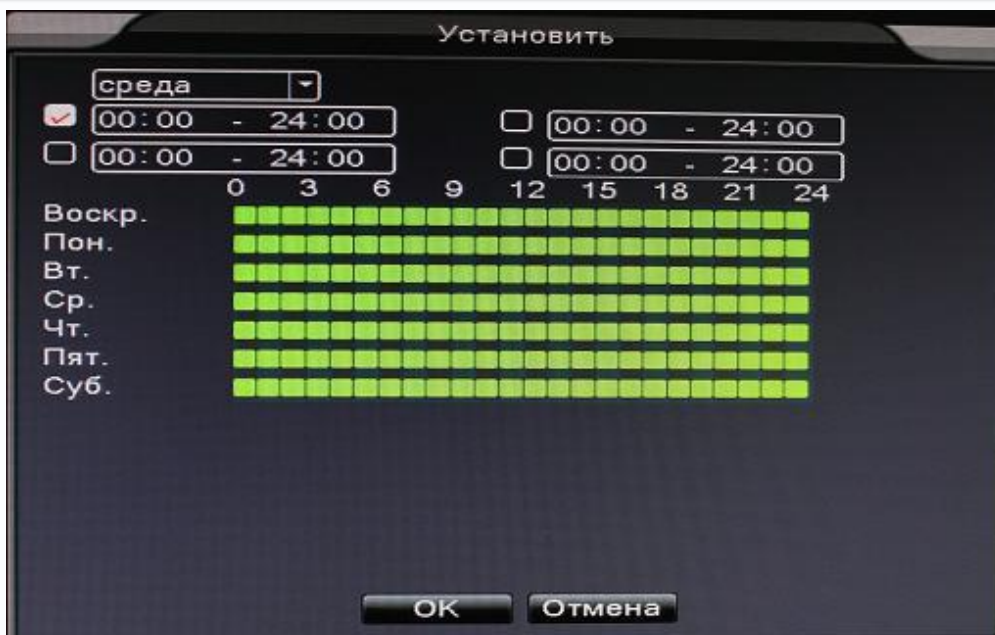 Установить
среда
00:00 - 24:00 00:00 - 24:00
00:00 - 24:00 00:00 - 24:00
0 3 6 9 12 15 18 21 24
Воскр.
Пон.
Вт.
Ср.
Чт.
Пят.
Суб.
OK Отмена